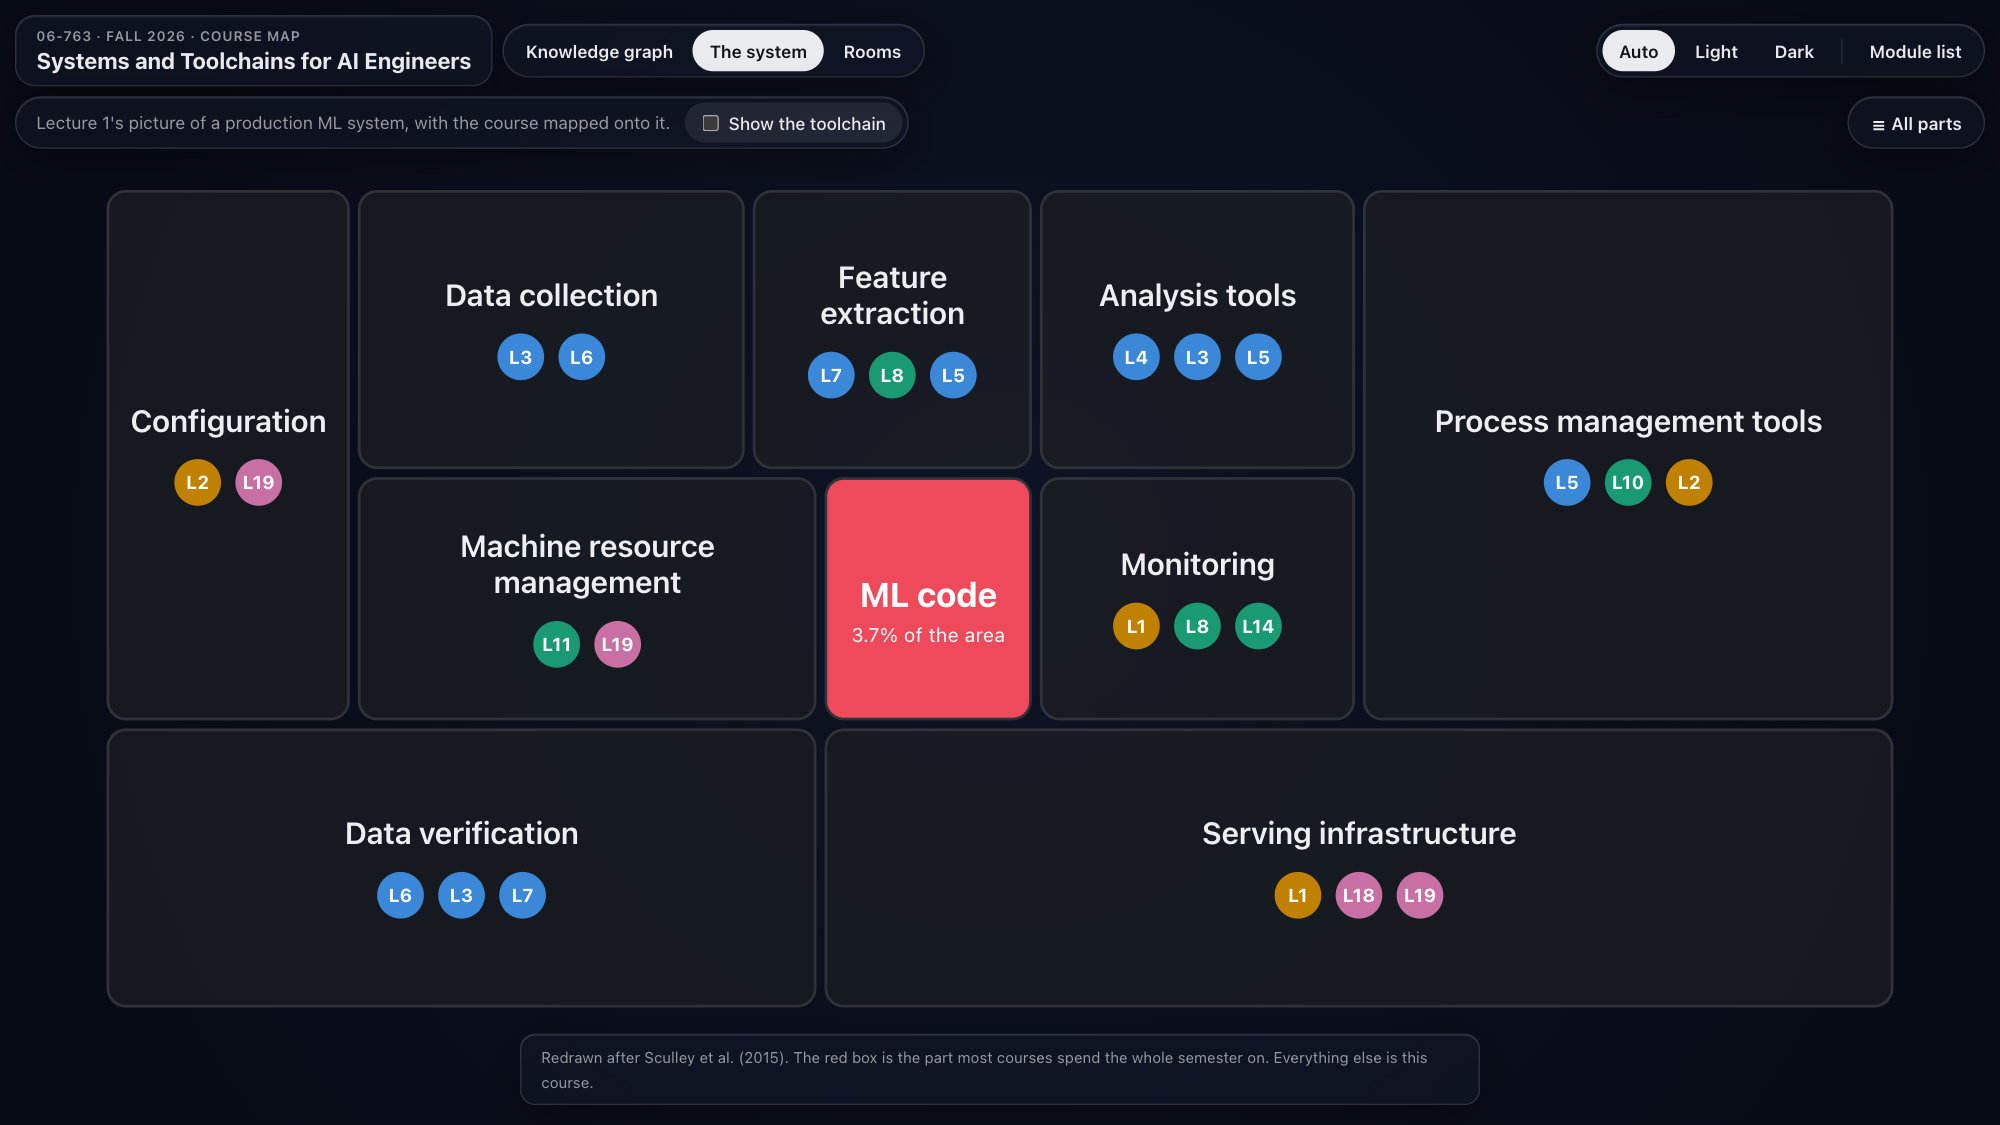 06-763 · FALL 2026 · COURSE MAP
Systems and Toolchains for AI Engineers
Knowledge graph
The system
Rooms
Auto
Light
Dark
Module list
Lecture 1's picture of a production ML system, with the course mapped onto it.
Show the toolchain
≡ All parts
Configuration
L2 L19
Data collection
L3 L6
Feature
extraction
L7 L8 L5
Analysis tools
L4 L3 L5
Process management tools
L5 L10 L2
Machine resource
management
L11 L19
ML code
3.7% of the area
Monitoring
L1 L8 L14
Data verification
L6 L3 L7
Serving infrastructure
L1 L18 L19
Redrawn after Sculley et al. (2015). The red box is the part most courses spend the whole semester on. Everything else is this
course.